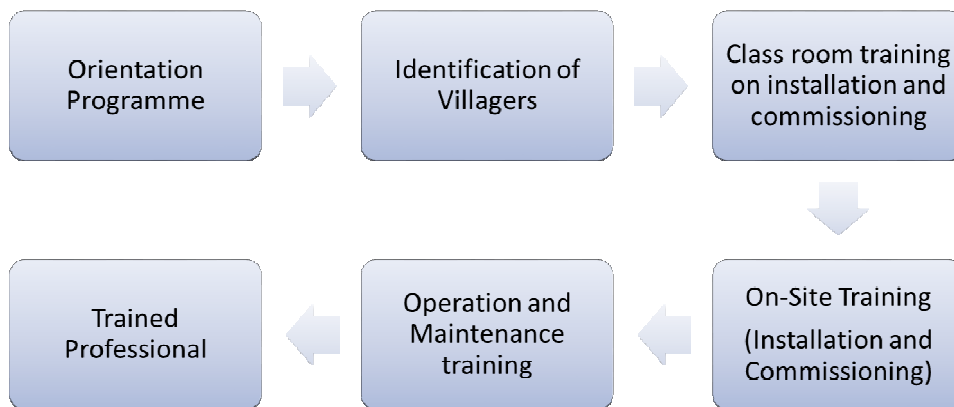 Orientation
Programme
Identification of
Villagers
Class room training
on installation and
commissioning
On-Site Training
(Installation and
Commissioning)
Operation and
Maintenance
training
Trained
Professional